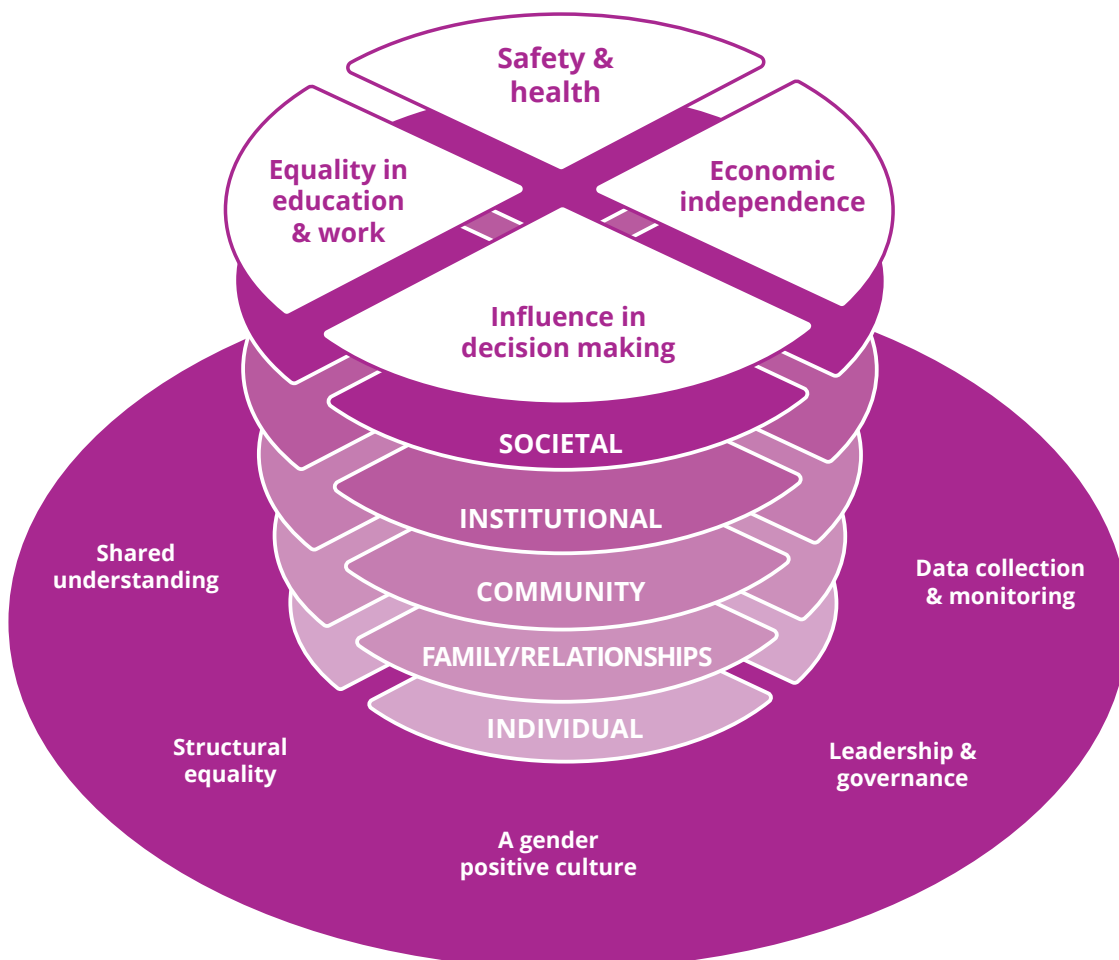 Safety &
health
Equality in
education
& work
Economic
independence
Influence in
decision making
SOCIETAL
INSTITUTIONAL
COMMUNITY
FAMILY/RELATIONSHIPS
INDIVIDUAL
Shared
understanding
Data collection
& monitoring
Structural
equality
Leadership &
governance
A gender
positive culture